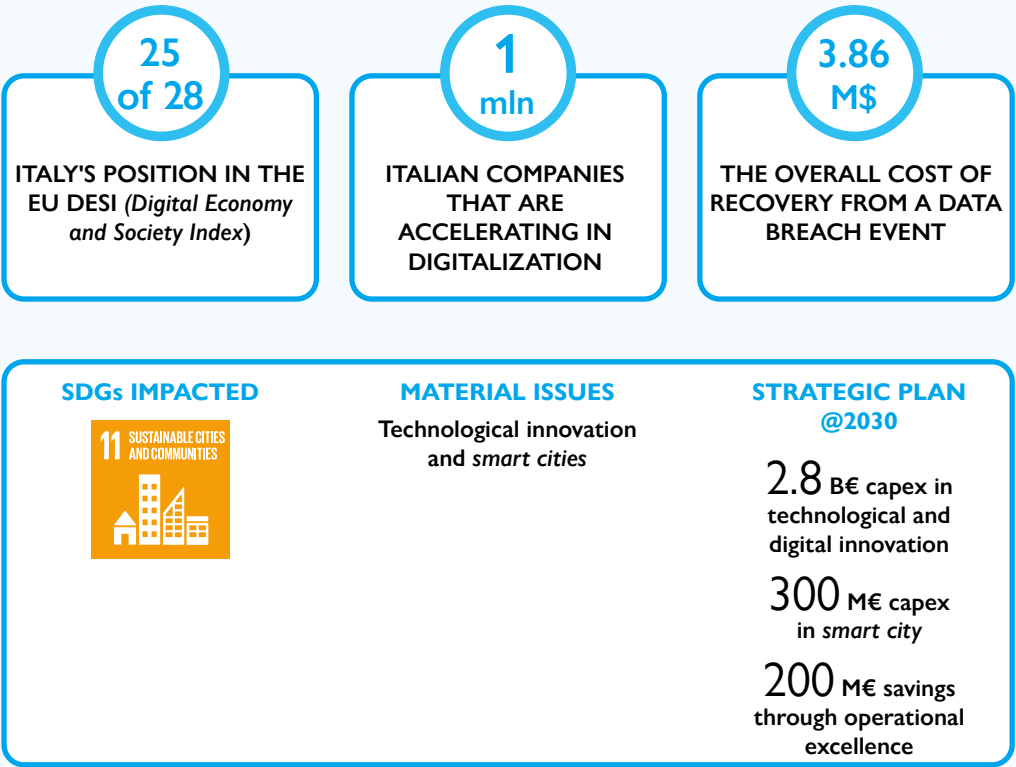 25
of 28
ITALY'S POSITION IN THE
EU DESI (Digital Economy
and Society Index)
1
mln
ITALIAN COMPANIES
THAT ARE
ACCELERATING IN
DIGITALIZATION
3.86
M$
THE OVERALL COST OF
RECOVERY FROM A DATA
BREACH EVENT
SDGs IMPACTED
11 SUSTAINABLE CITIES
AND COMMUNITIES
MATERIAL ISSUES
Technological innovation
and smart cities
STRATEGIC PLAN
@2030
2.8 B€ capex in
technological and
digital innovation
300 M€ capex
in smart city
200 M€ savings
through operational
excellence